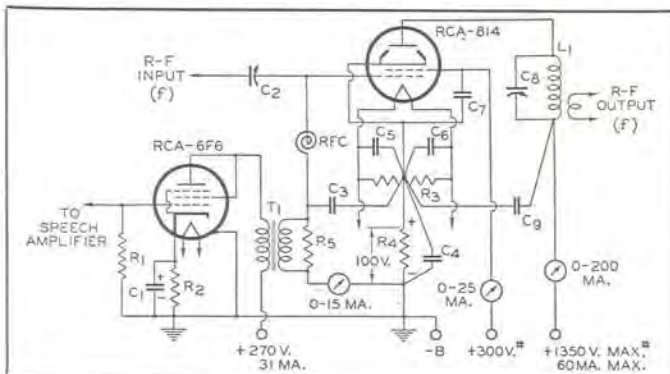 RCA-814
L1
R-F
INPUT
(f)
C2
C8
C7
R-F
OUTPUT
(f)
RCA-6F6
RFC
C5
C6
C3
R3
C9
TO
SPEECH
AMPLIFIER
T1
R5
R4
100V.
C4
R1
C1
R2
0-15 MA.
0-25
MA.
0-200
MA.
+
-
+
-
+270 V.
31 MA.
-B
+300V.#
+1350 V. MAX.#
60 MA. MAX.